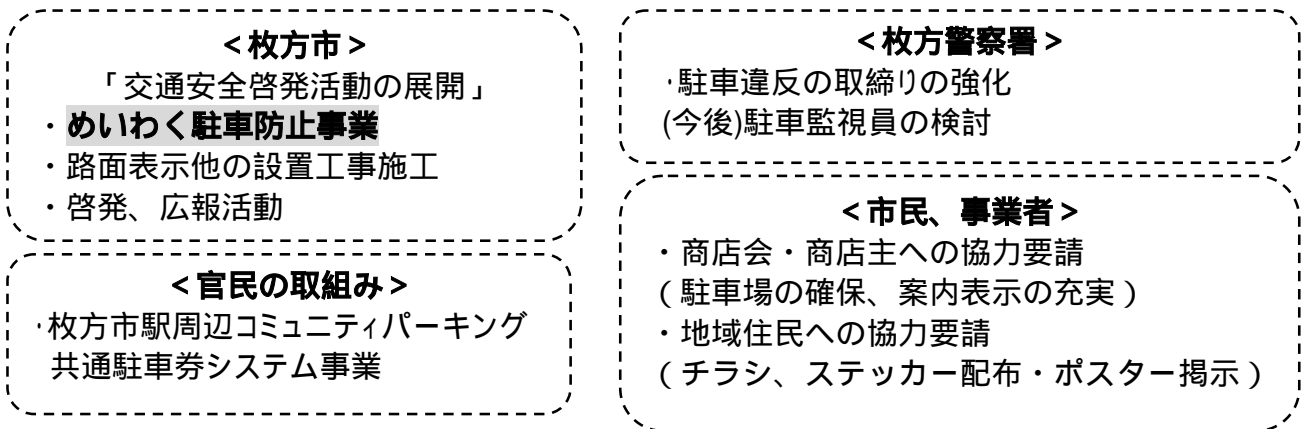 <枚方市>
「交通安全啓発活動の展開」
・めいわく駐車防止事業
・路面表示他の設置工事施工
・啓発、広報活動
<官民の取組み>
・枚方市駅周辺コミュニティパーキング
共通駐車券システム事業
<枚方警察署>
・駐車違反の取締りの強化
(今後)駐車監視員の検討
<市民、事業者>
・商店会・商店主への協力要請
(駐車場の確保、案内表示の充実)
・地域住民への協力要請
(チラシ、ステッカー配布・ポスター掲示)